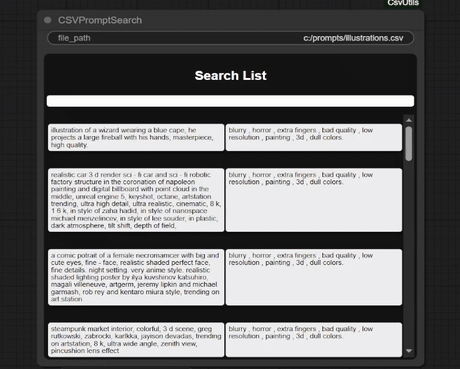 CsvUtils
CSVPromptSearch
file_path
c:/prompts/illustrations.csv
Search List
illustration of a wizard wearing a blue cape, he
projects a large fireball with his hands, masterpiece,
high quality.
blurry , horror , extra fingers , bad quality , low
resolution , painting , 3d , dull colors.
realistic car 3 d render sci - fi car and sci - fi robotic
factory structure in the coronation of napoleon
painting and digital billboard with point cloud in the
middle, unreal engine 5, keyshot, octane, artstation
trending, ultra high detail, ultra realistic, cinematic, 8 k,
1 6 k, in style of zaha hadid, in style of nanospace
michael menzelincev, in style of lee souder, in plastic,
dark atmosphere, tilt shift, depth of field,
blurry , horror , extra fingers , bad quality , low
resolution , painting , 3d , dull colors.
a comic potrait of a female necromamcer with big and
cute eyes, fine - face, realistic shaded perfect face,
fine details. night setting. very anime style. realistic
shaded lighting poster by ilya kuvshinov katsuhiro,
magali villeneuve, artgerm, jeremy lipkin and michael
garmash, rob rey and kentaro miura style, trending on
art station
blurry , horror , extra fingers , bad quality , low
resolution , painting , 3d , dull colors.
steampunk market interior, colorful, 3 d scene, greg
rutkowski, zabrocki, karlkka, jayison devadas, trending
on artstation, 8 k, ultra wide angle, zenith view,
pincushion lens effect
blurry , horror , extra fingers , bad quality , low
resolution , painting , 3d , dull colors.